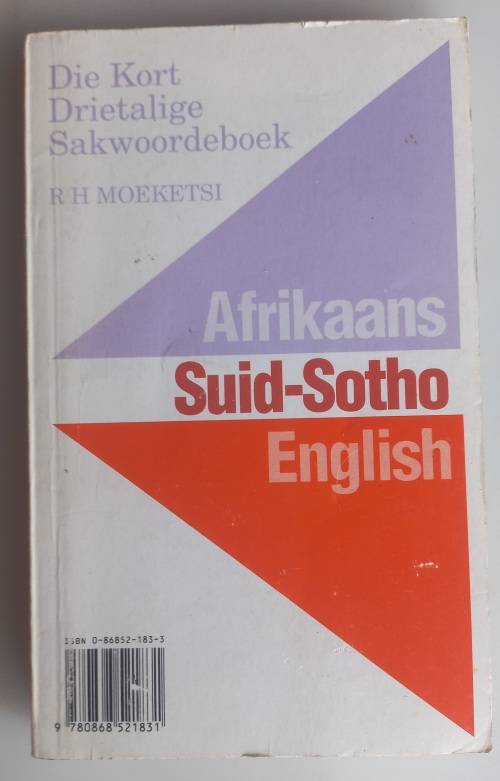 Die Kort
Drietalige
Sakwoordeboek
R H MOEKETSI
Afrikaans
Suid-Sotho
English
ISBN 0-86852-183-3
9 780868 521831